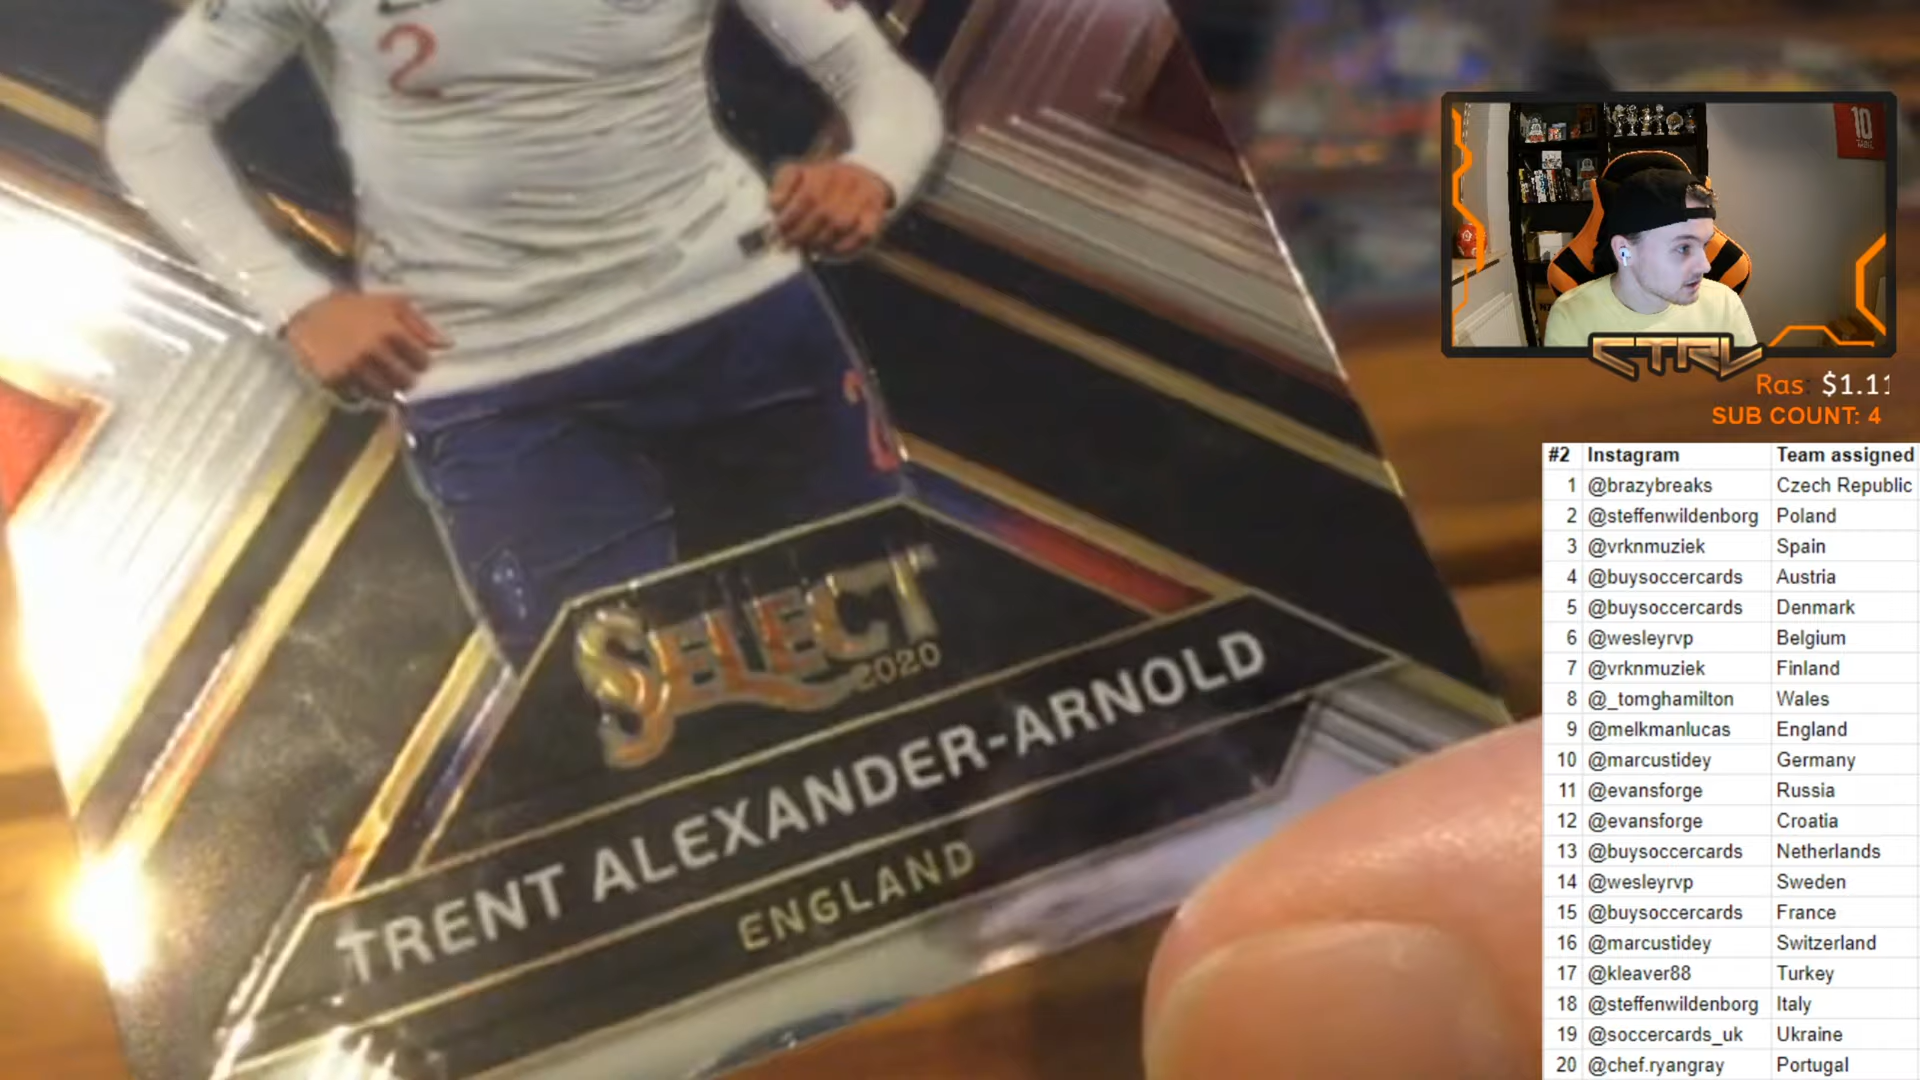 2
2
SELECT
2020
TRENT ALEXANDER-ARNOLD
ENGLAND
10
CTRL
Ras: $1.11
SUB COUNT: 4
#2 Instagram Team assigned
1 @brazybreaks Czech Republic
2 @steffenwildenborg Poland
3 @vrknmuziek Spain
4 @buysoccercards Austria
5 @buysoccercards Denmark
6 @wesleyrvp Belgium
7 @vrknmuziek Finland
8 @_tomghamilton Wales
9 @melkmanlucas England
10 @marcustidey Germany
11 @evansforge Russia
12 @evansforge Croatia
13 @buysoccercards Netherlands
14 @wesleyrvp Sweden
15 @buysoccercards France
16 @marcustidey Switzerland
17 @kleaver88 Turkey
18 @steffenwildenborg Italy
19 @soccercards_uk Ukraine
20 @chef.ryangray Portugal